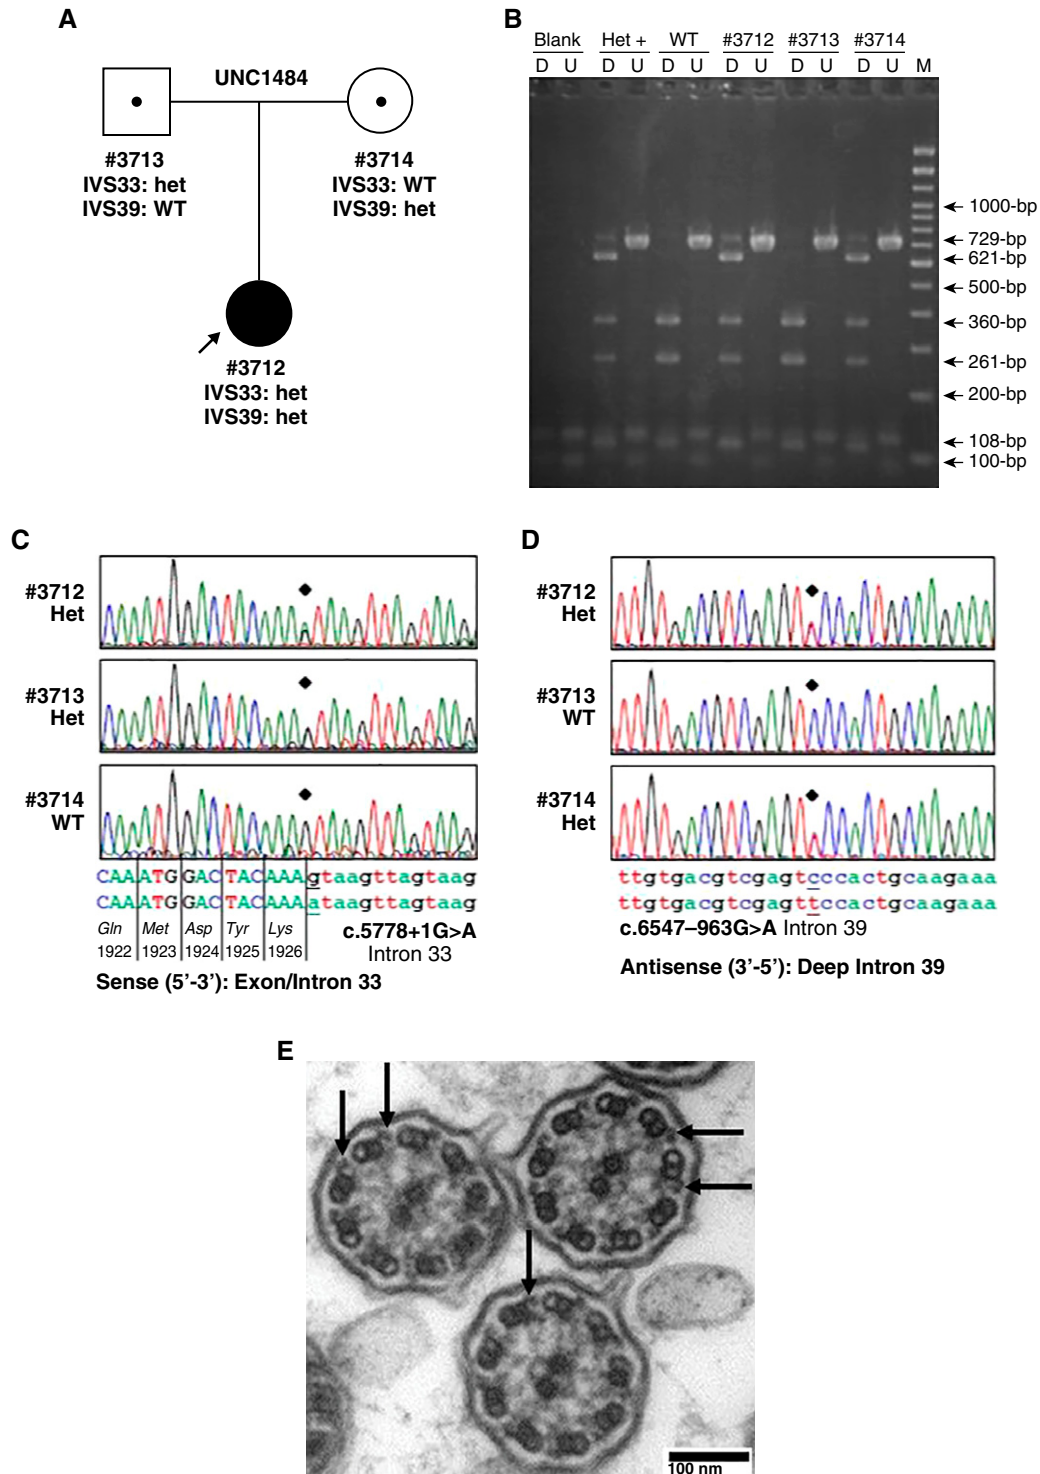 A
UNC1484
#3713
IVS33: het
IVS39: WT
#3714
IVS33: WT
IVS39: het
#3712
IVS33: het
IVS39: het
B
Blank Het + WT #3712 #3713 #3714
D U D U D U D U D U D U M
1000-bp
729-bp
621-bp
500-bp
360-bp
261-bp
200-bp
108-bp
100-bp
C
#3712
Het
#3713
Het
#3714
WT
CAAATGGACTACAAAgtaagttagtaag
CAAATGGACTACAAAataagttagtaag
Gln Met Asp Tyr Lys
1922 1923 1924 1925 1926
c.5778+1G>A
Intron 33
Sense (5'-3'): Exon/Intron 33
D
#3712
Het
#3713
WT
#3714
Het
ttgtgacgtcgagtcccactgcaagaaa
ttgtgacgtcgagttccactgcaagaaa
c.6547–963G>A Intron 39
Antisense (3'-5'): Deep Intron 39
E
100 nm